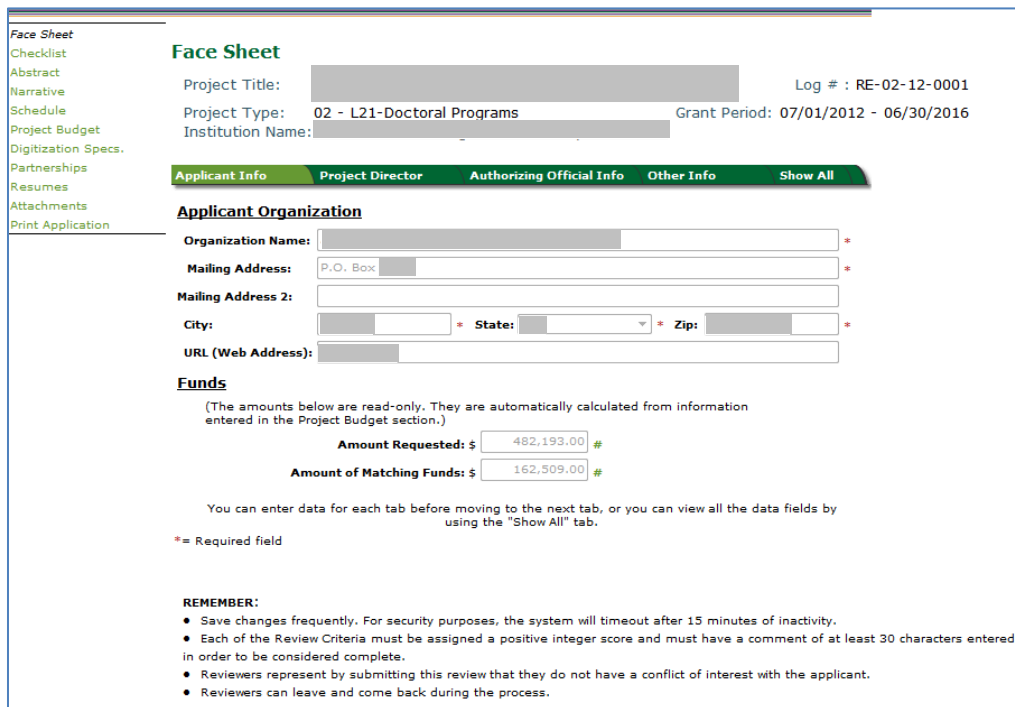 Face Sheet
Checklist
Abstract
Narrative
Schedule
Project Budget
Digitization Specs.
Partnerships
Resumes
Attachments
Print Application
Face Sheet
Project Title: Log # : RE-02-12-0001
Project Type: 02 - L21-Doctoral Programs Grant Period: 07/01/2012 - 06/30/2016
Institution Name:
Applicant Info Project Director Authorizing Official Info Other Info Show All
Applicant Organization
Organization Name: *
Mailing Address: P.O. Box *
Mailing Address 2:
City: * State: * Zip: *
URL (Web Address):
Funds
(The amounts below are read-only. They are automatically calculated from information
entered in the Project Budget section.)
Amount Requested: $ 482,193.00 #
Amount of Matching Funds: $ 162,509.00 #
You can enter data for each tab before moving to the next tab, or you can view all the data fields by
using the "Show All" tab.
*= Required field
REMEMBER:
• Save changes frequently. For security purposes, the system will timeout after 15 minutes of inactivity.
• Each of the Review Criteria must be assigned a positive integer score and must have a comment of at least 30 characters entered
in order to be considered complete.
• Reviewers represent by submitting this review that they do not have a conflict of interest with the applicant.
• Reviewers can leave and come back during the process.